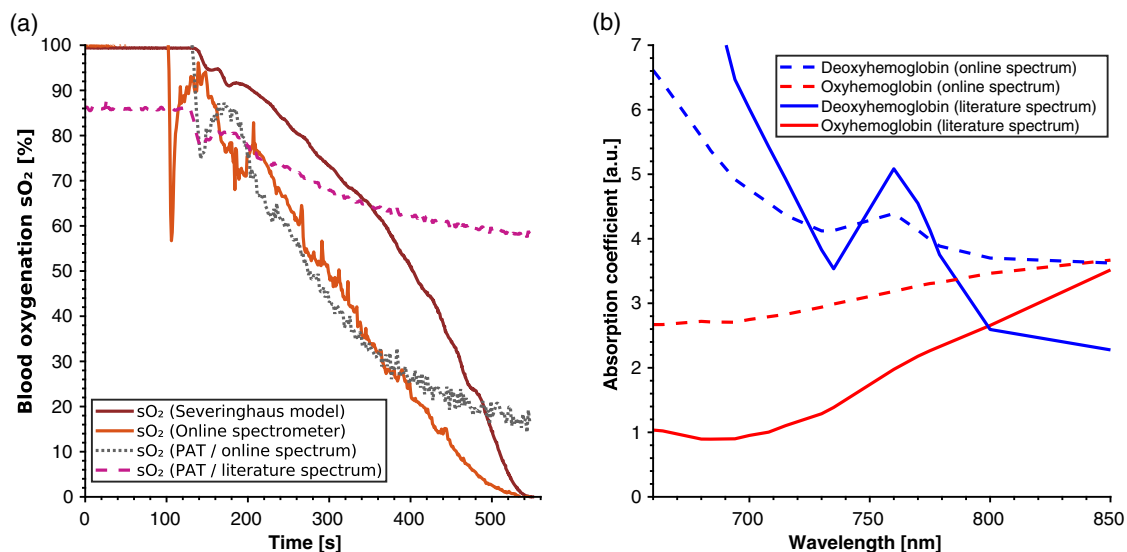 (a)
100
90
80
70
60
50
40
30
20
10
0
Blood oxygenation sO₂ [%]
sO₂ (Severinghaus model)
sO₂ (Online spectrometer)
sO₂ (PAT / online spectrum)
sO₂ (PAT / literature spectrum)
0 100 200 300 400 500
Time [s]
(b)
7
6
5
4
3
2
1
0
Absorption coefficient [a.u.]
Deoxyhemoglobin (online spectrum)
Oxyhemoglobin (online spectrum)
Deoxyhemoglobin (literature spectrum)
Oxyhemoglobin (literature spectrum)
700 750 800 850
Wavelength [nm]